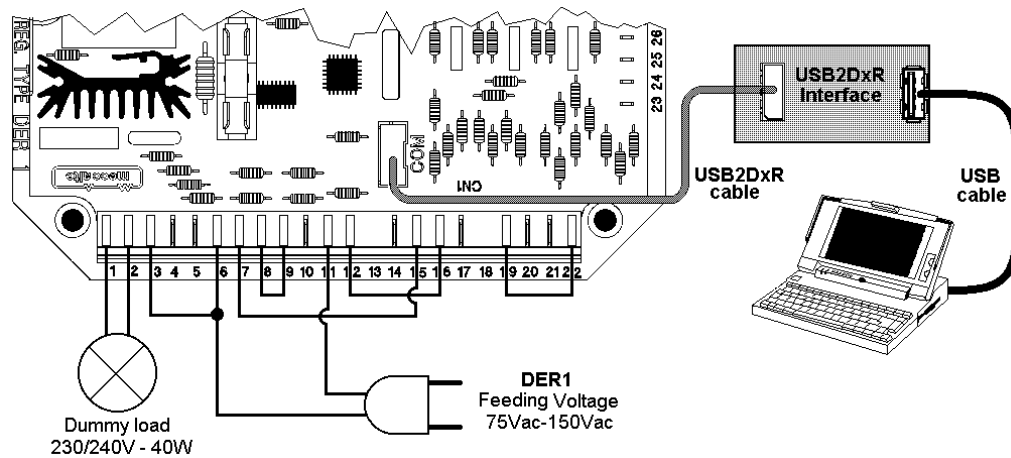 REG. TYPE DER 1
COM
CN1
23 24 25 26
meccalte
1 2 3 4 5 6 7 8 9 10 11 12 13 14 15 16 17 18 19 20 21 22
USB2DxR
Interface
USB2DxR
cable
USB
cable
Dummy load
230/240V - 40W
DER1
Feeding Voltage
75Vac-150Vac